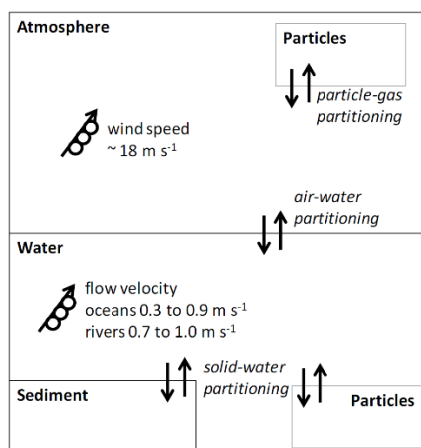 Atmosphere
Particles
particle-gas
partitioning
wind speed
~ 18 m s⁻¹
air-water
partitioning
Water
flow velocity
oceans 0.3 to 0.9 m s⁻¹
rivers 0.7 to 1.0 m s⁻¹
solid-water
partitioning
Sediment
Particles